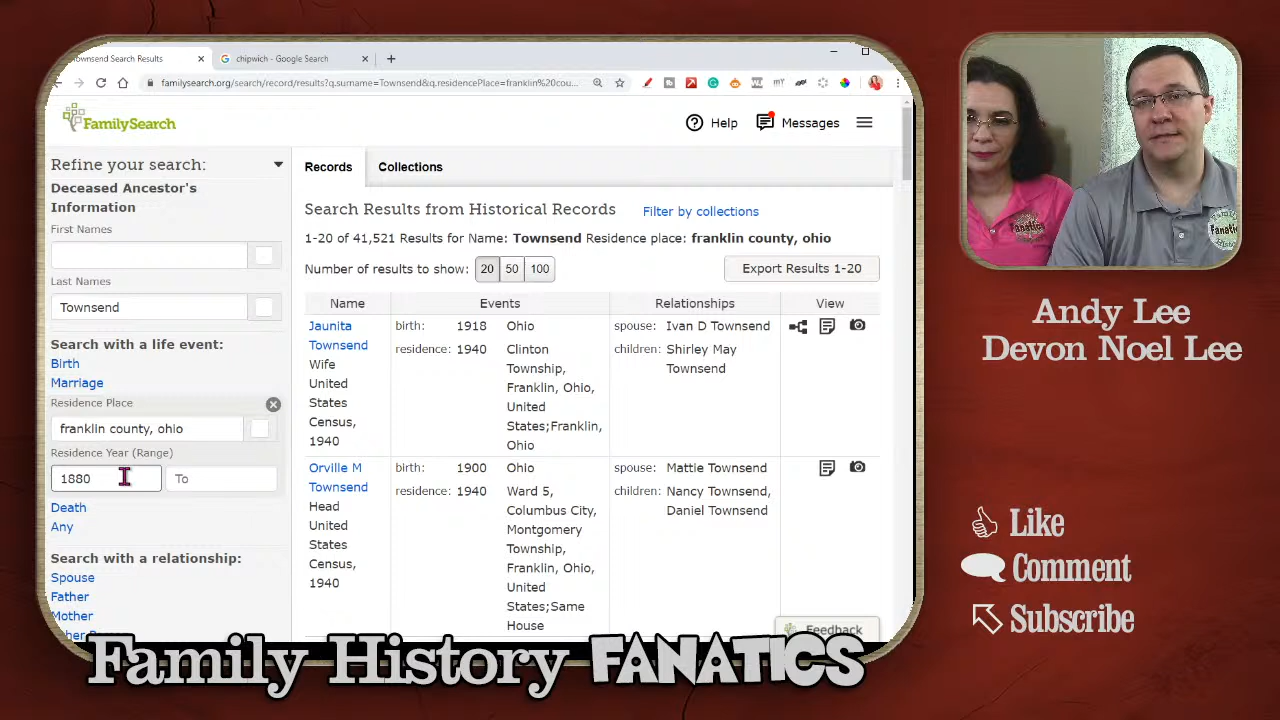 Townsend Search Results
chipwich - Google Search
familysearch.org/search/record/results?q.surname=Townsend&q.residencePlace=franklin%20cou...
FamilySearch
Help
Messages
Refine your search:
Deceased Ancestor's
Information
First Names
Last Names
Townsend
Search with a life event:
Birth
Marriage
Residence Place
franklin county, ohio
Residence Year (Range)
1880
To
Death
Any
Search with a relationship:
Spouse
Father
Mother
Records
Collections
Search Results from Historical Records
Filter by collections
1-20 of 41,521 Results for Name: Townsend Residence place: franklin county, ohio
Number of results to show:
20
50
100
Export Results 1-20
Name
Events
Relationships
View
Jaunita
Townsend
Wife
United
States
Census,
1940
birth: 1918 Ohio
residence: 1940 Clinton
Township,
Franklin, Ohio,
United
States;Franklin,
Ohio
spouse: Ivan D Townsend
children: Shirley May
Townsend
Orville M
Townsend
Head
United
States
Census,
1940
birth: 1900 Ohio
residence: 1940 Ward 5,
Columbus City,
Montgomery
Township,
Franklin, Ohio,
United
States;Same
House
spouse: Mattie Townsend
children: Nancy Townsend,
Daniel Townsend
Feedback
Andy Lee
Devon Noel Lee
Like
Comment
Subscribe
Family History FANATICS